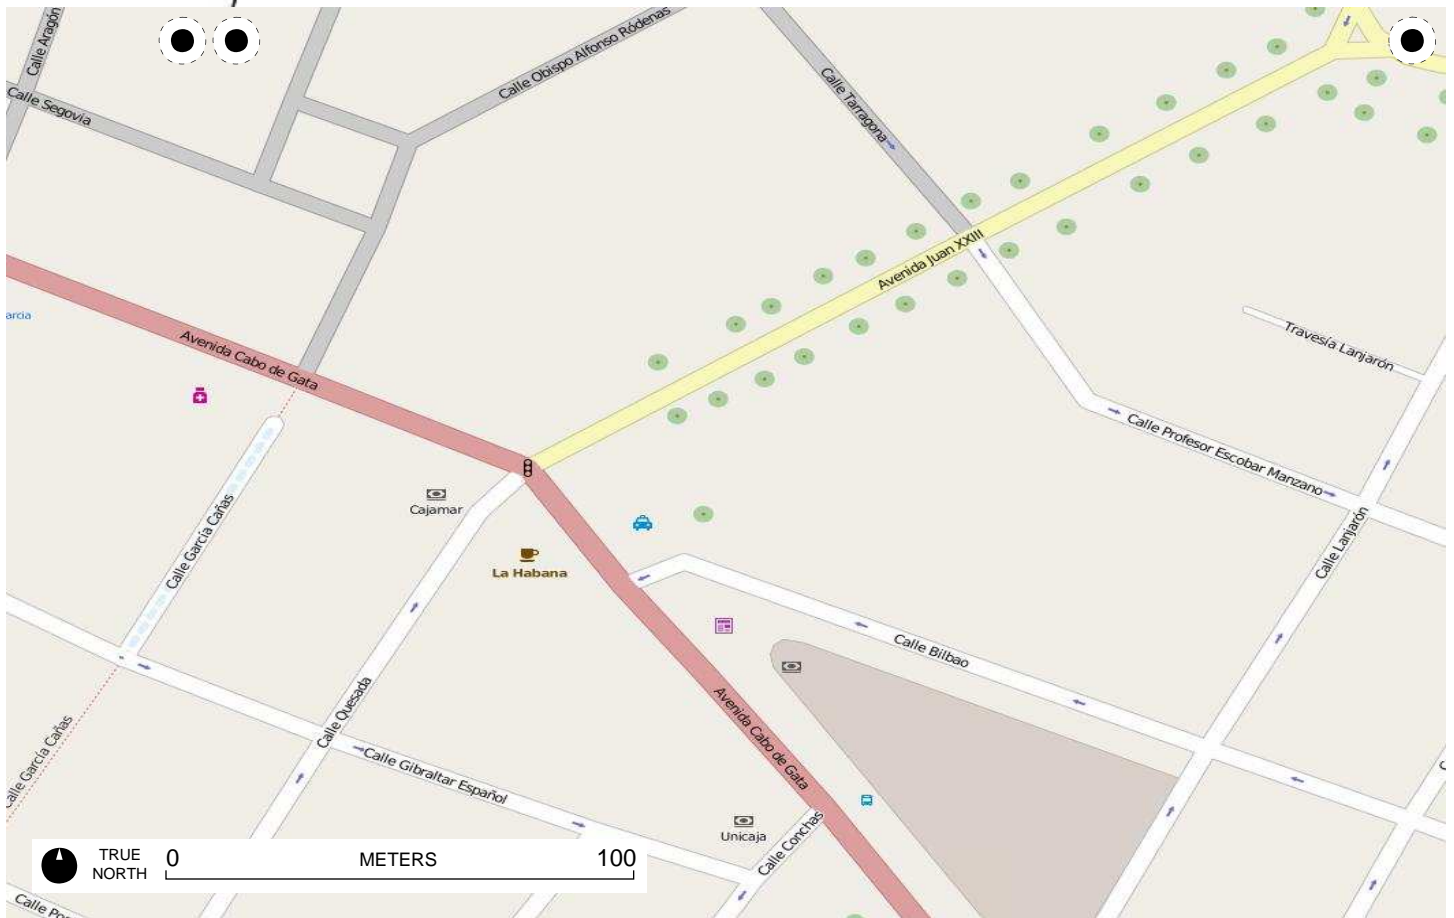 Calle Aragón
Calle Obispo Alfonso Ródenas
Calle Segovia
Calle Tarragona
Avenida Juan XXIII
arcia
Avenida Cabo de Gata
Travesía Lanjarón
Calle Profesor Escobar Manzano
Cajamar
Calle García Cañas
La Habana
Calle Lanjarón
Calle Bilbao
Calle Quesada
Avenida Cabo de Gata
Calle García Cañas
Calle Gibraltar Español
Unicaja
Calle Conchas
TRUE
NORTH
0 METERS 100